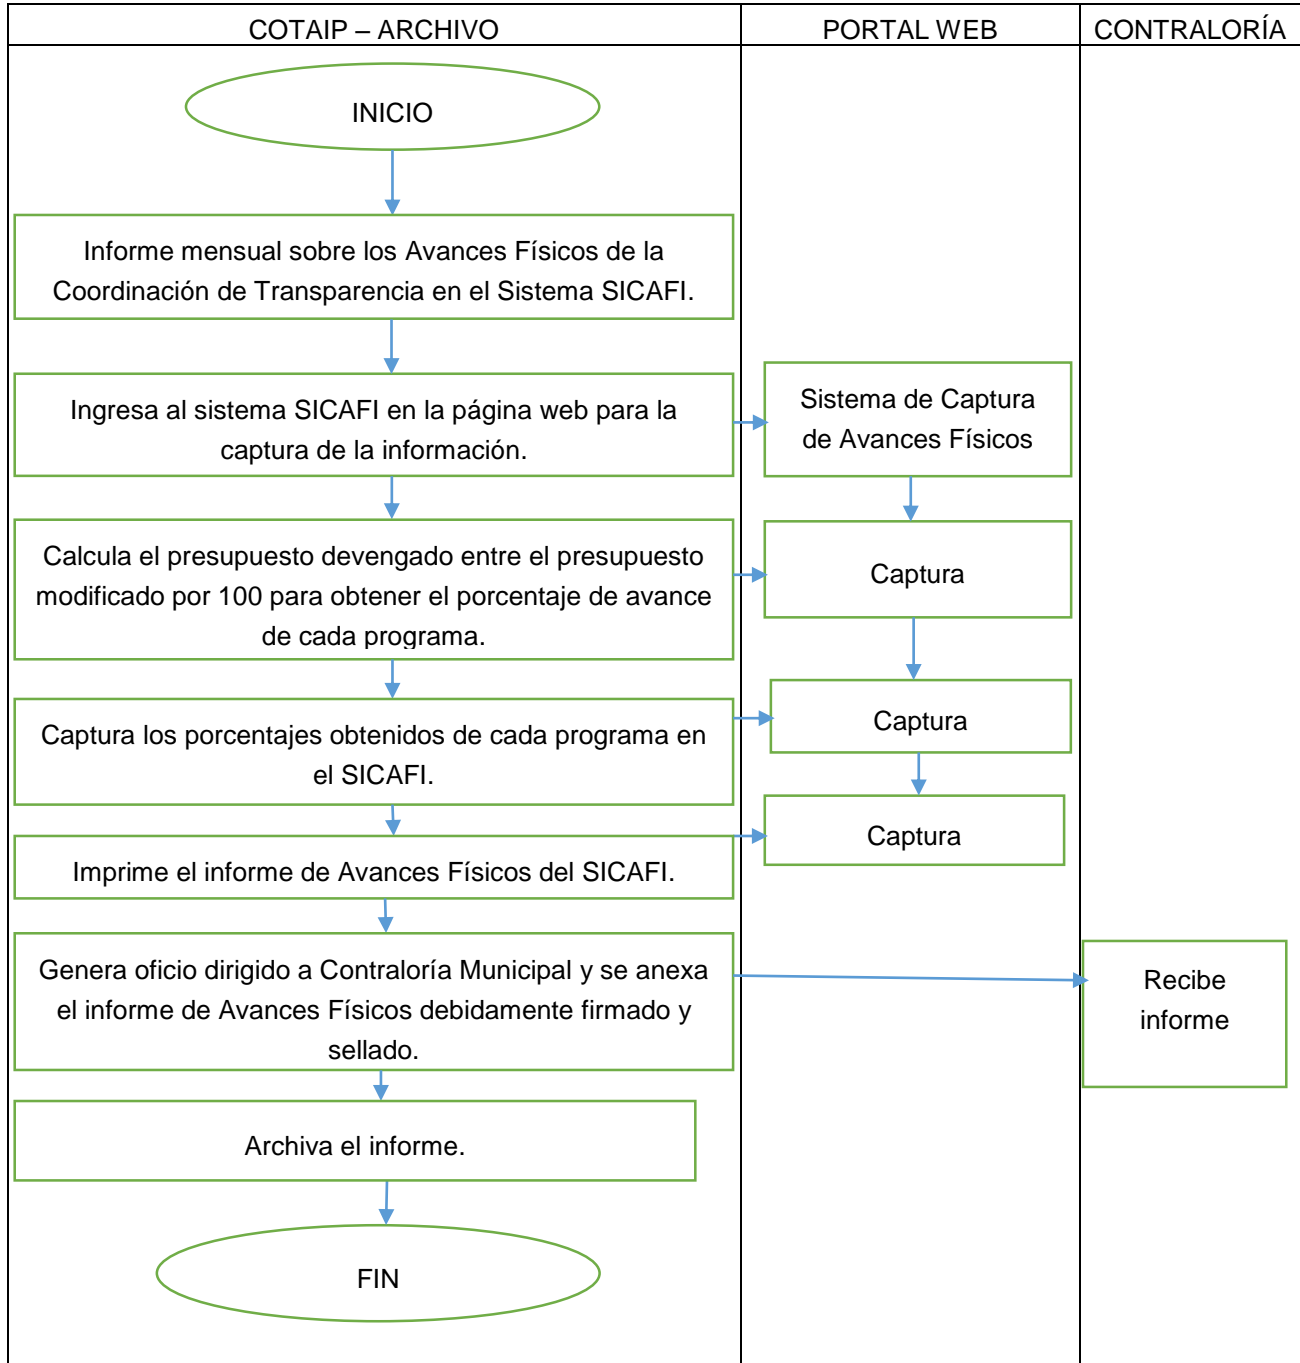 COTAIP – ARCHIVO
PORTAL WEB
CONTRALORÍA
INICIO
Informe mensual sobre los Avances Físicos de la
Coordinación de Transparencia en el Sistema SICAFI.
Ingresa al sistema SICAFI en la página web para la
captura de la información.
Sistema de Captura
de Avances Físicos
Calcula el presupuesto devengado entre el presupuesto
modificado por 100 para obtener el porcentaje de avance
de cada programa.
Captura
Captura los porcentajes obtenidos de cada programa en
el SICAFI.
Captura
Imprime el informe de Avances Físicos del SICAFI.
Captura
Genera oficio dirigido a Contraloría Municipal y se anexa
el informe de Avances Físicos debidamente firmado y
sellado.
Recibe
informe
Archiva el informe.
FIN